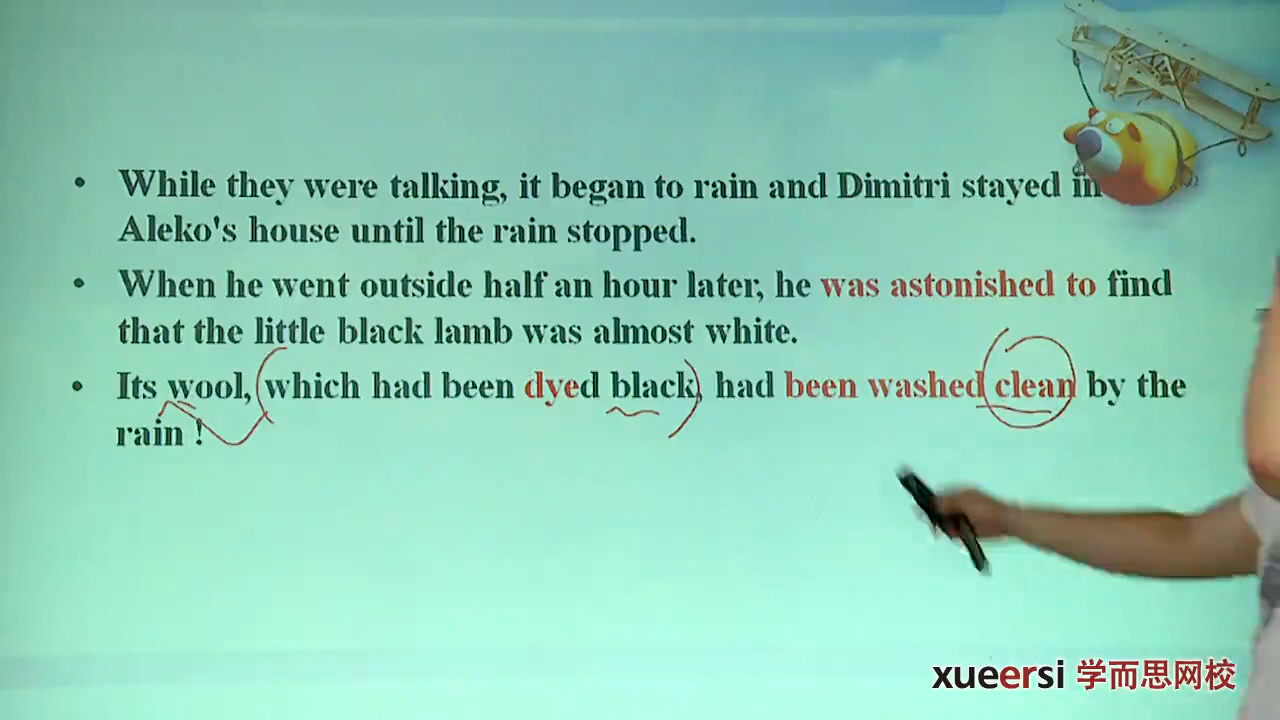 • While they were talking, it began to rain and Dimitri stayed in
Aleko's house until the rain stopped.
• When he went outside half an hour later, he was astonished to find
that the little black lamb was almost white.
• Its wool, which had been dyed black, had been washed clean by the
rain !
xueersi 学而思网校